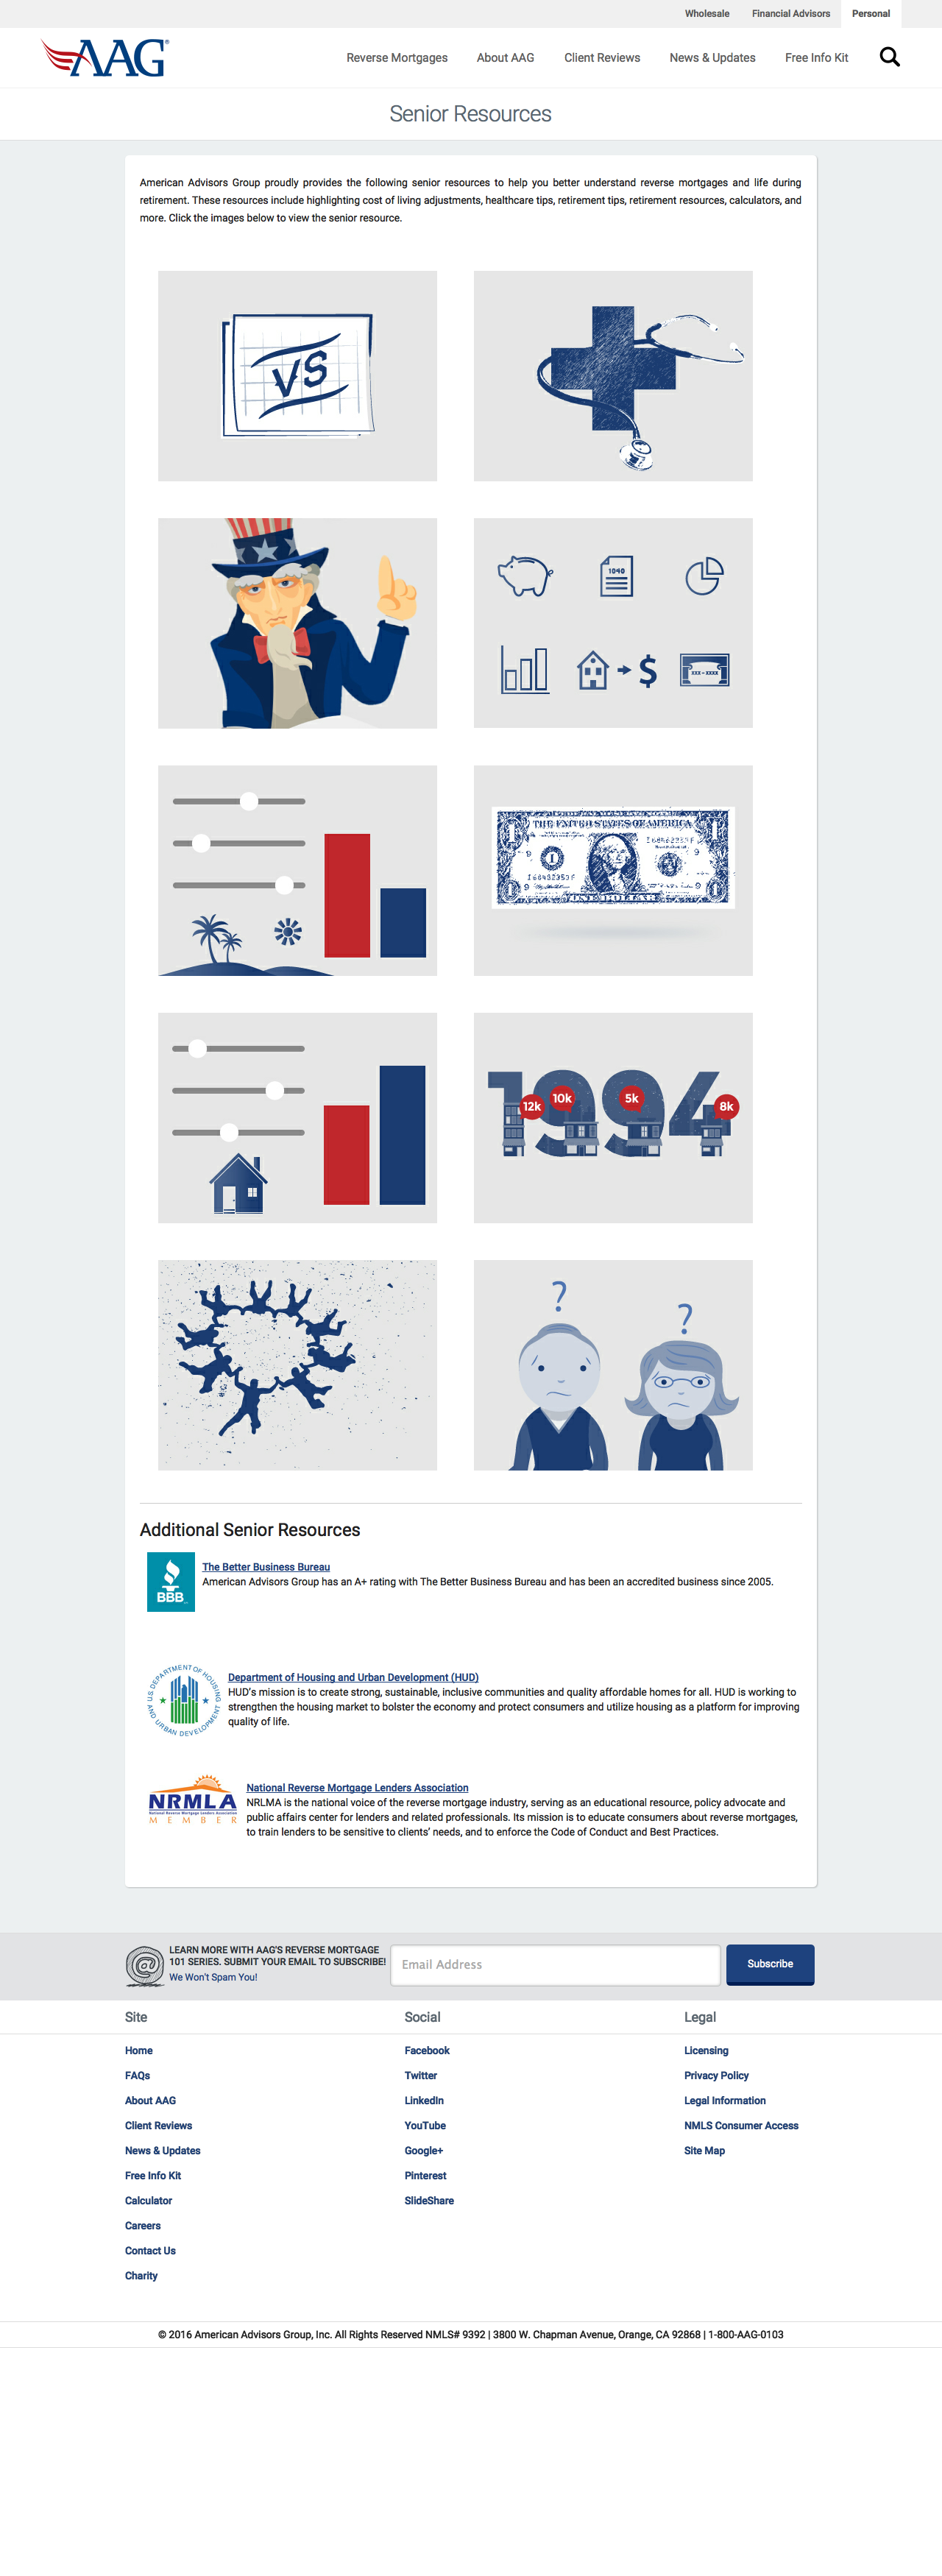 Wholesale Financial Advisors Personal
AAG®
Reverse Mortgages About AAG Client Reviews News & Updates Free Info Kit
Senior Resources
American Advisors Group proudly provides the following senior resources to help you better understand reverse mortgages and life during
retirement. These resources include highlighting cost of living adjustments, healthcare tips, retirement tips, retirement resources, calculators, and
more. Click the images below to view the senior resource.
VS
1040
$
XXX - XXXX
THE UNITED STATES OF AMERICA
1 1
9
9
1 1
ONE DOLLAR
1994
12k 10k 5k 8k
? ?
Additional Senior Resources
BBB
The Better Business Bureau
American Advisors Group has an A+ rating with The Better Business Bureau and has been an accredited business since 2005.
U.S. DEPARTMENT OF HOUSING AND URBAN DEVELOPMENT
Department of Housing and Urban Development (HUD)
HUD's mission is to create strong, sustainable, inclusive communities and quality affordable homes for all. HUD is working to
strengthen the housing market to bolster the economy and protect consumers and utilize housing as a platform for improving
quality of life.
NRMLA
National Reverse Mortgage Lenders Association
MEMBER
National Reverse Mortgage Lenders Association
NRLMA is the national voice of the reverse mortgage industry, serving as an educational resource, policy advocate and
public affairs center for lenders and related professionals. Its mission is to educate consumers about reverse mortgages,
to train lenders to be sensitive to clients' needs, and to enforce the Code of Conduct and Best Practices.
@
LEARN MORE WITH AAG'S REVERSE MORTGAGE
101 SERIES. SUBMIT YOUR EMAIL TO SUBSCRIBE!
We Won't Spam You!
Email Address
Subscribe
Site
Home
FAQs
About AAG
Client Reviews
News & Updates
Free Info Kit
Calculator
Careers
Contact Us
Charity
Social
Facebook
Twitter
LinkedIn
YouTube
Google+
Pinterest
SlideShare
Legal
Licensing
Privacy Policy
Legal Information
NMLS Consumer Access
Site Map
© 2016 American Advisors Group, Inc. All Rights Reserved NMLS# 9392 | 3800 W. Chapman Avenue, Orange, CA 92868 | 1-800-AAG-0103